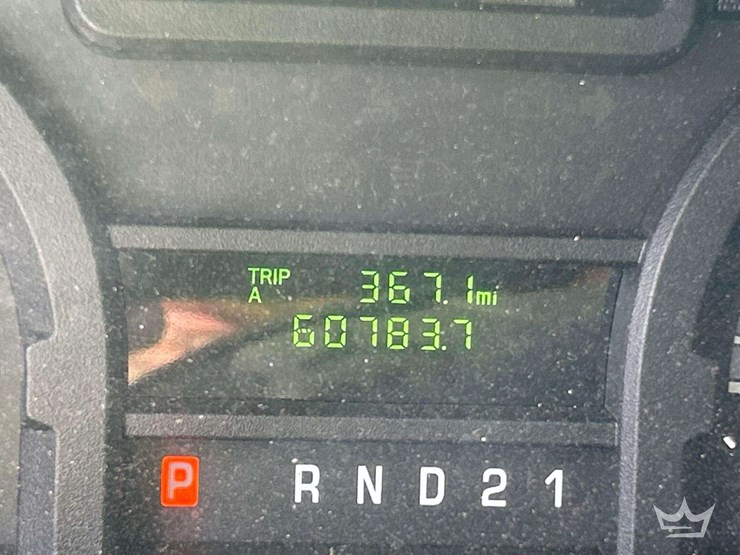 TRIP 367.1mi
A
60783.7
P R N D 2 1